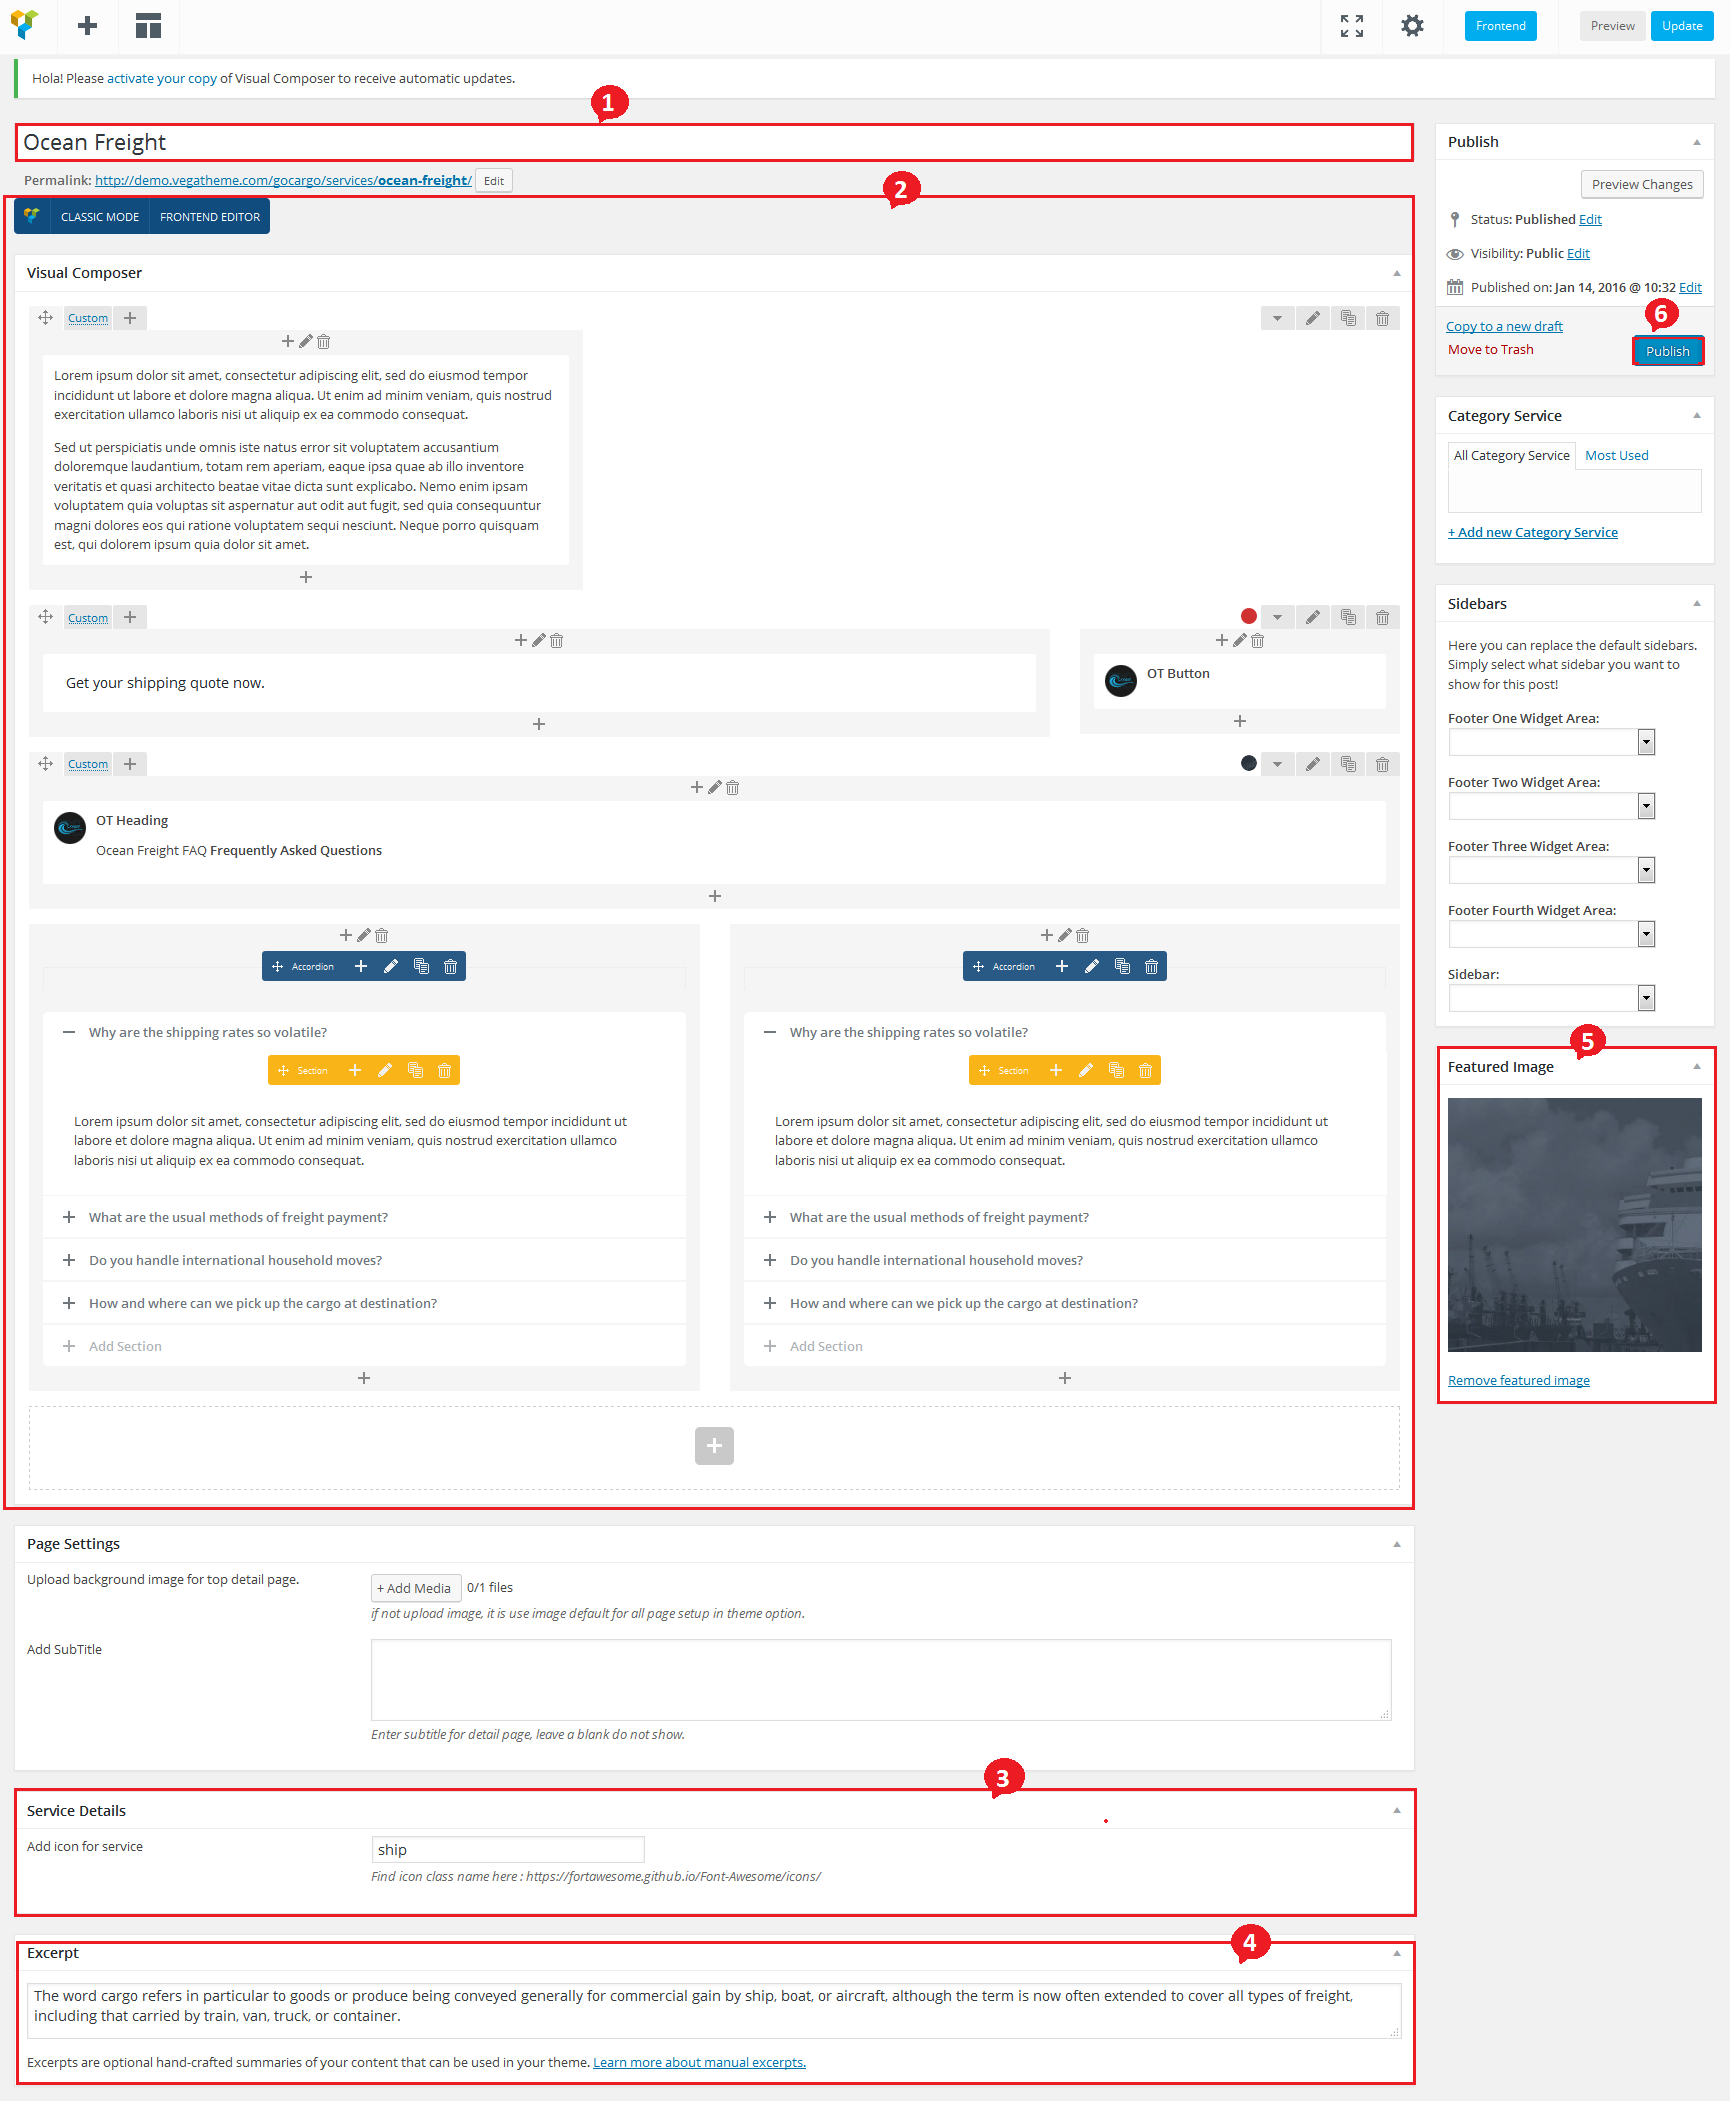 Frontend
Preview
Update
Hola! Please activate your copy of Visual Composer to receive automatic updates.
1
Ocean Freight
Permalink: http://demo.vegatheme.com/gocargo/services/ocean-freight/ Edit
2
CLASSIC MODE
FRONTEND EDITOR
Visual Composer
Custom
Lorem ipsum dolor sit amet, consectetur adipiscing elit, sed do eiusmod tempor
incididunt ut labore et dolore magna aliqua. Ut enim ad minim veniam, quis nostrud
exercitation ullamco laboris nisi ut aliquip ex ea commodo consequat.
Sed ut perspiciatis unde omnis iste natus error sit voluptatem accusantium
doloremque laudantium, totam rem aperiam, eaque ipsa quae ab illo inventore
veritatis et quasi architecto beatae vitae dicta sunt explicabo. Nemo enim ipsam
voluptatem quia voluptas sit aspernatur aut odit aut fugit, sed quia consequuntur
magni dolores eos qui ratione voluptatem sequi nesciunt. Neque porro quisquam
est, qui dolorem ipsum quia dolor sit amet.
Custom
Get your shipping quote now.
OT Button
Custom
OT Heading
Ocean Freight FAQ Frequently Asked Questions
Accordion
Why are the shipping rates so volatile?
Section
Lorem ipsum dolor sit amet, consectetur adipiscing elit, sed do eiusmod tempor incididunt ut
labore et dolore magna aliqua. Ut enim ad minim veniam, quis nostrud exercitation ullamco
laboris nisi ut aliquip ex ea commodo consequat.
What are the usual methods of freight payment?
Do you handle international household moves?
How and where can we pick up the cargo at destination?
Add Section
Accordion
Why are the shipping rates so volatile?
Section
Lorem ipsum dolor sit amet, consectetur adipiscing elit, sed do eiusmod tempor incididunt ut
labore et dolore magna aliqua. Ut enim ad minim veniam, quis nostrud exercitation ullamco
laboris nisi ut aliquip ex ea commodo consequat.
What are the usual methods of freight payment?
Do you handle international household moves?
How and where can we pick up the cargo at destination?
Add Section
Page Settings
Upload background image for top detail page.
+ Add Media 0/1 files
if not upload image, it is use image default for all page setup in theme option.
Add SubTitle
Enter subtitle for detail page, leave a blank do not show.
3
Service Details
Add icon for service
ship
Find icon class name here : https://fortawesome.github.io/Font-Awesome/icons/
4
Excerpt
The word cargo refers in particular to goods or produce being conveyed generally for commercial gain by ship, boat, or aircraft, although the term is now often extended to cover all types of freight,
including that carried by train, van, truck, or container.
Excerpts are optional hand-crafted summaries of your content that can be used in your theme. Learn more about manual excerpts.
Publish
Preview Changes
Status: Published Edit
Visibility: Public Edit
Published on: Jan 14, 2016 @ 10:32 Edit
6
Copy to a new draft
Move to Trash
Publish
Category Service
All Category Service
Most Used
+ Add new Category Service
Sidebars
Here you can replace the default sidebars.
Simply select what sidebar you want to
show for this post!
Footer One Widget Area:
Footer Two Widget Area:
Footer Three Widget Area:
Footer Fourth Widget Area:
Sidebar:
5
Featured Image
Remove featured image